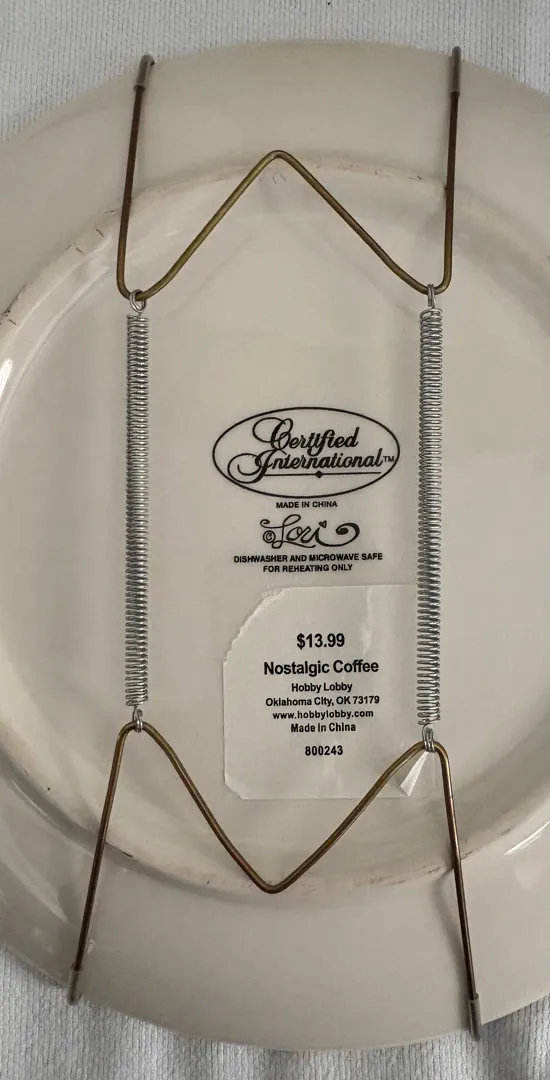 Certified
International™
MADE IN CHINA
©Lori
DISHWASHER AND MICROWAVE SAFE
FOR REHEATING ONLY
$13.99
Nostalgic Coffee
Hobby Lobby
Oklahoma City, OK 73179
www.hobbylobby.com
Made in China
800243